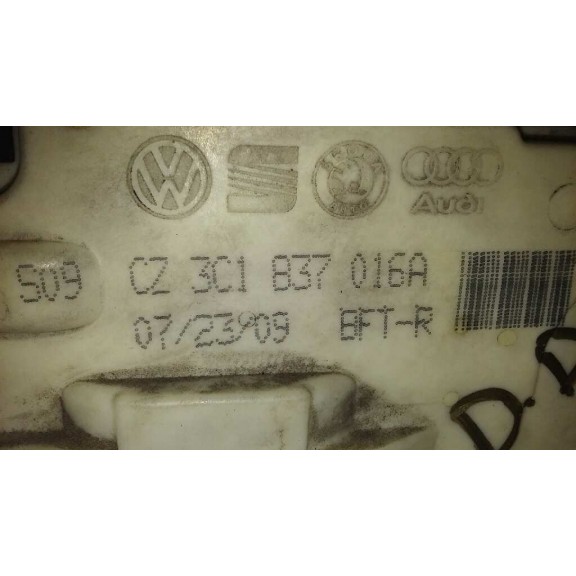 Audi
S09 CZ 3C1 837 016A
07/23/09 BFT-R
D.D